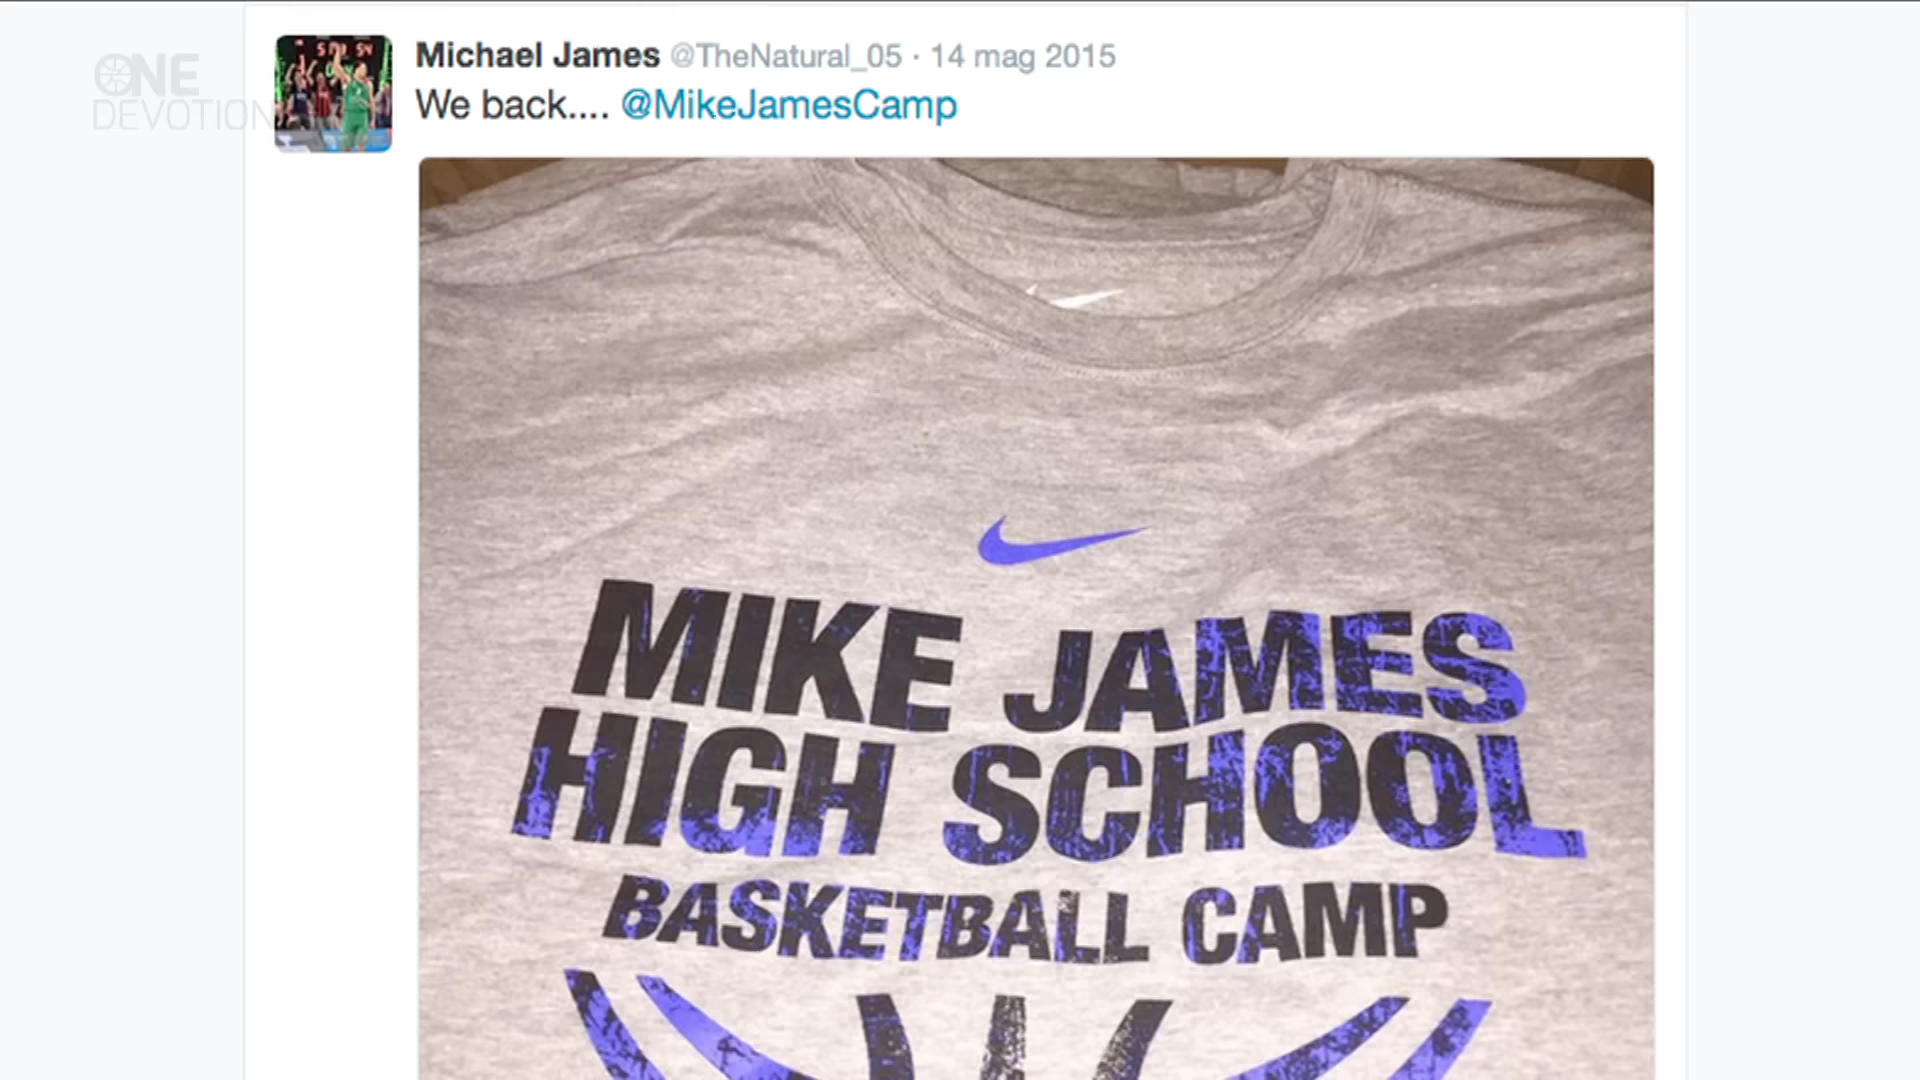 ONE
DEVOTION
Michael James @TheNatural_05 · 14 mag 2015
We back.... @MikeJamesCamp
MIKE JAMES
HIGH SCHOOL
BASKETBALL CAMP